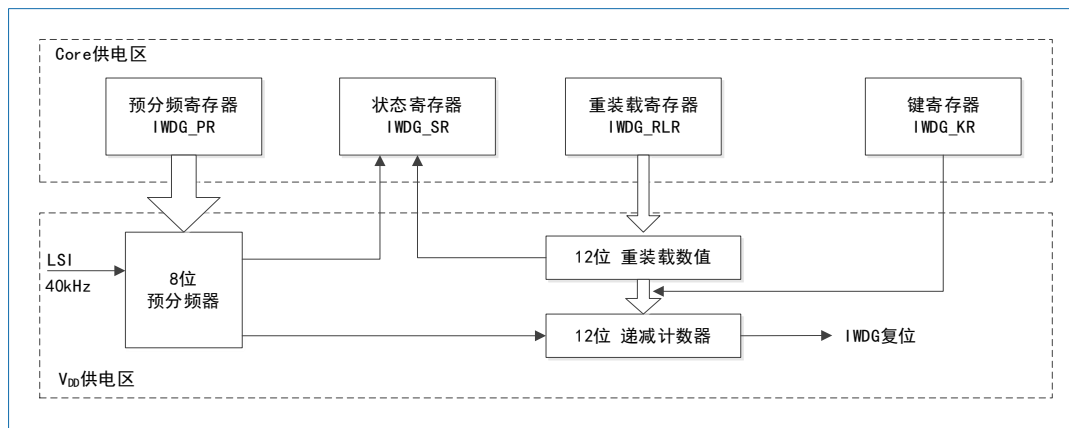 Core供电区
预分频寄存器
IWDG_PR
状态寄存器
IWDG_SR
重装载寄存器
IWDG_RLR
键寄存器
IWDG_KR
LSI
40kHz
8位
预分频器
12位 重装载数值
12位 递减计数器
IWDG复位
VDD供电区